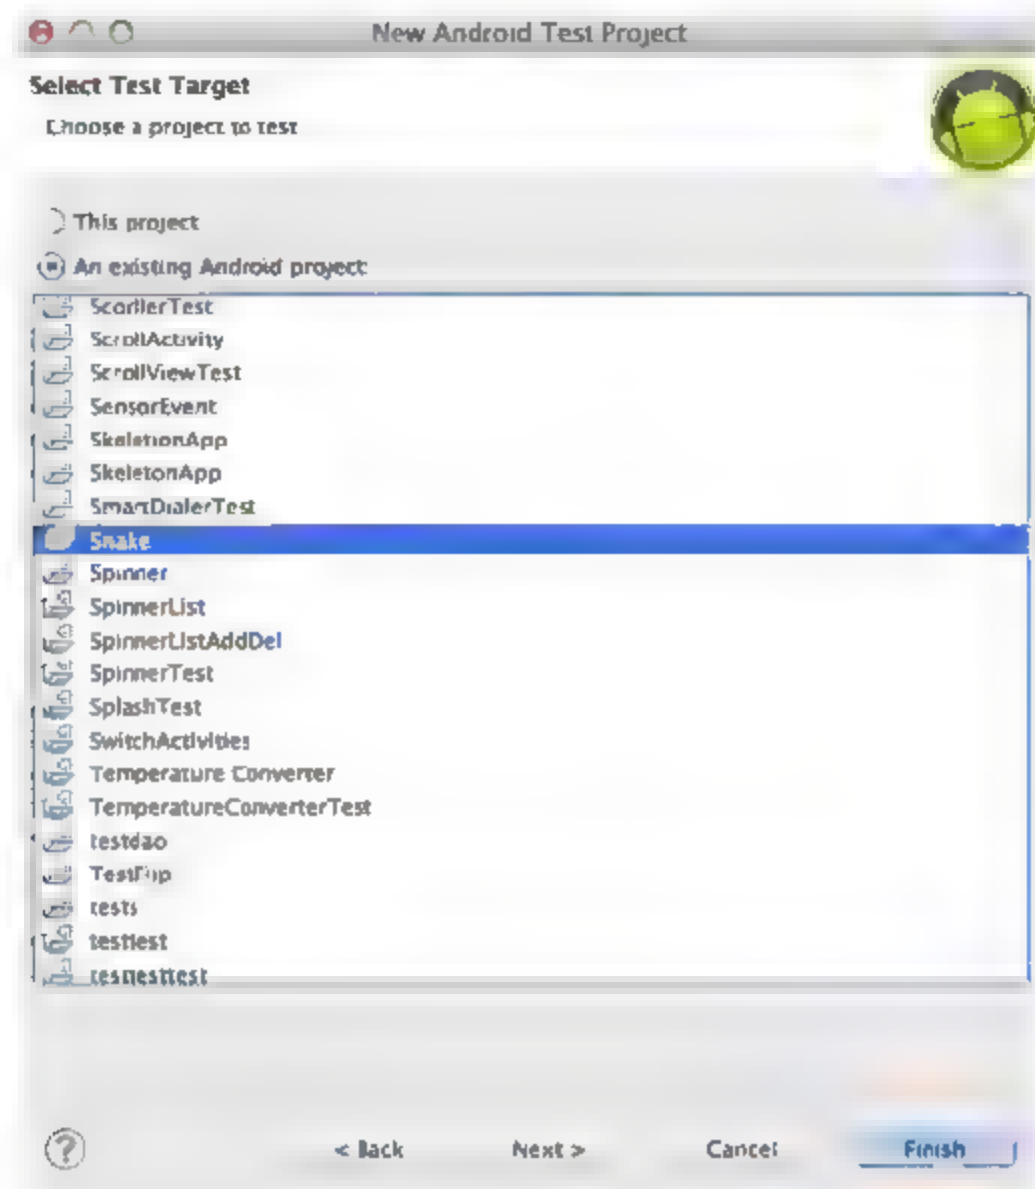 New Android Test Project
Select Test Target
Choose a project to test
This project
An existing Android project:
ScrollActivity
ScrollViewTest
SensorEvent
SkeletonApp
SkeletonApp
SmartDialerTest
Snake
Spinner
SpinnerList
SpinnerListAddDel
SpinnerTest
SplashTest
SwitchActivities
Temperature Converter
TemperatureConverterTest
testdao
tests
testtest
testtesttest
?
< Back
Next >
Cancel
Finish